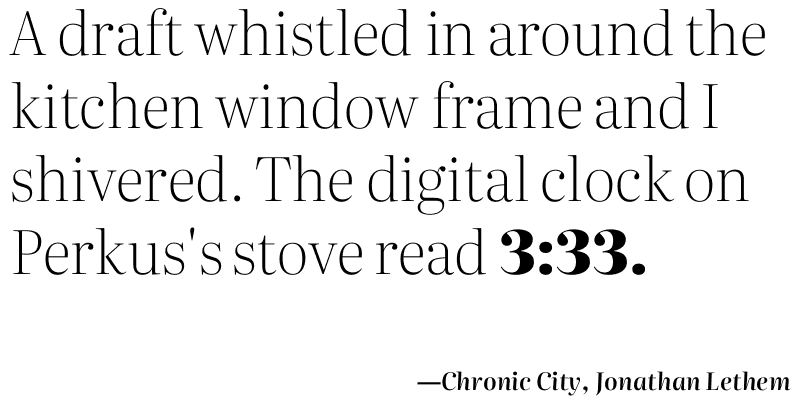 A draft whistled in around the
kitchen window frame and I
shivered. The digital clock on
Perkus's stove read 3:33.
—Chronic City, Jonathan Lethem